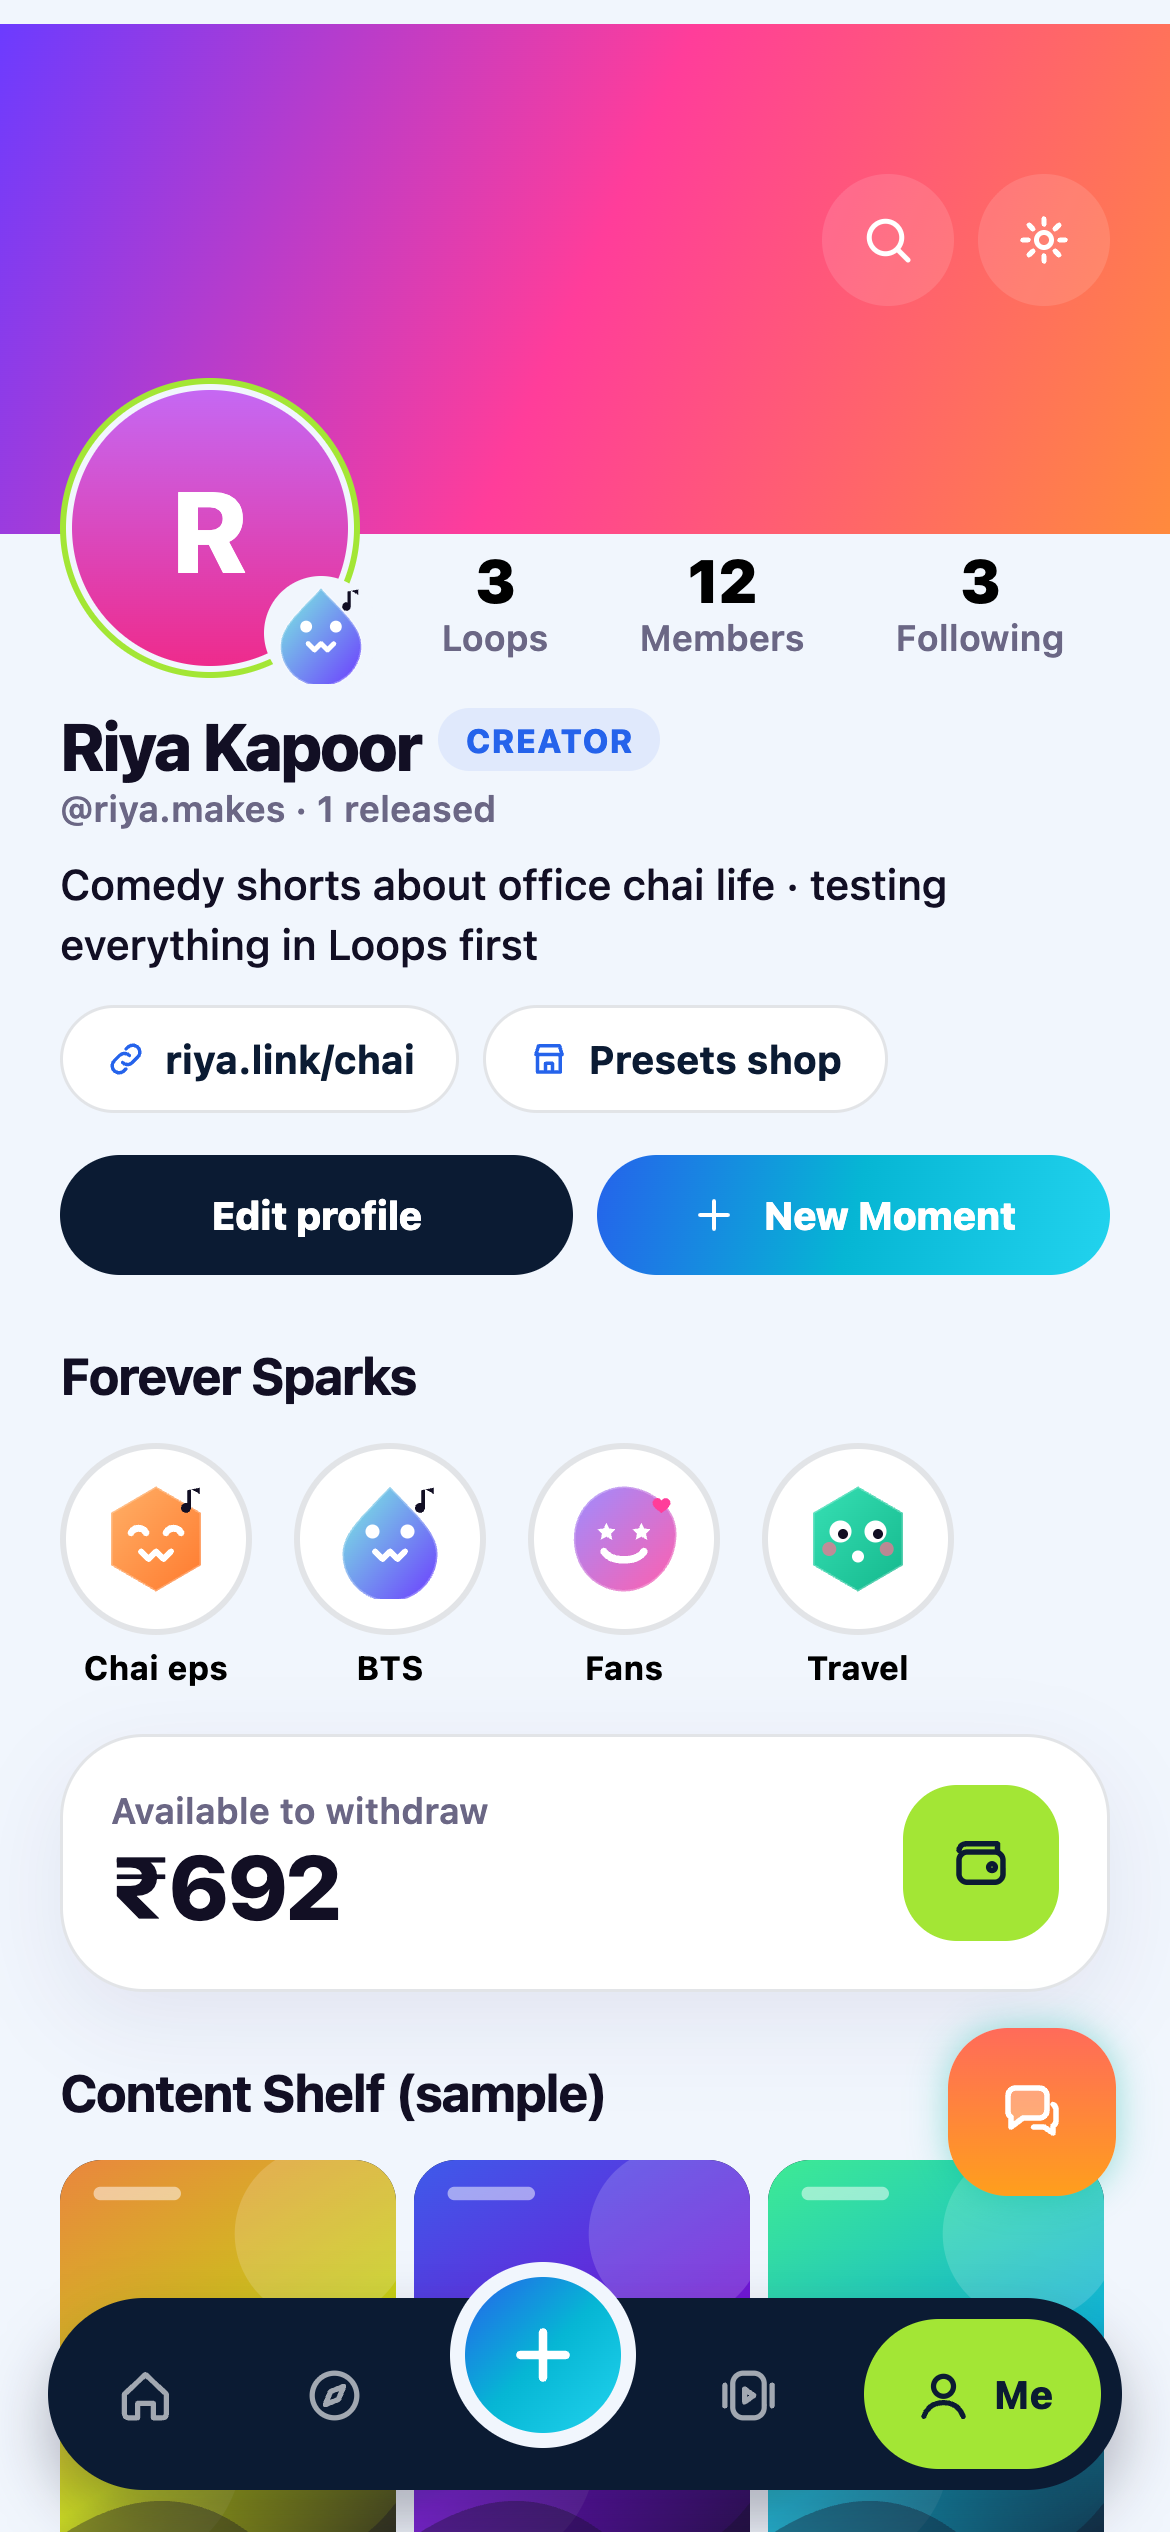 R
3
Loops
12
Members
3
Following
Riya Kapoor
CREATOR
@riya.makes · 1 released
Comedy shorts about office chai life · testing
everything in Loops first
riya.link/chai
Presets shop
Edit profile
New Moment
Forever Sparks
Chai eps
BTS
Fans
Travel
Available to withdraw
₹692
Content Shelf (sample)
Me